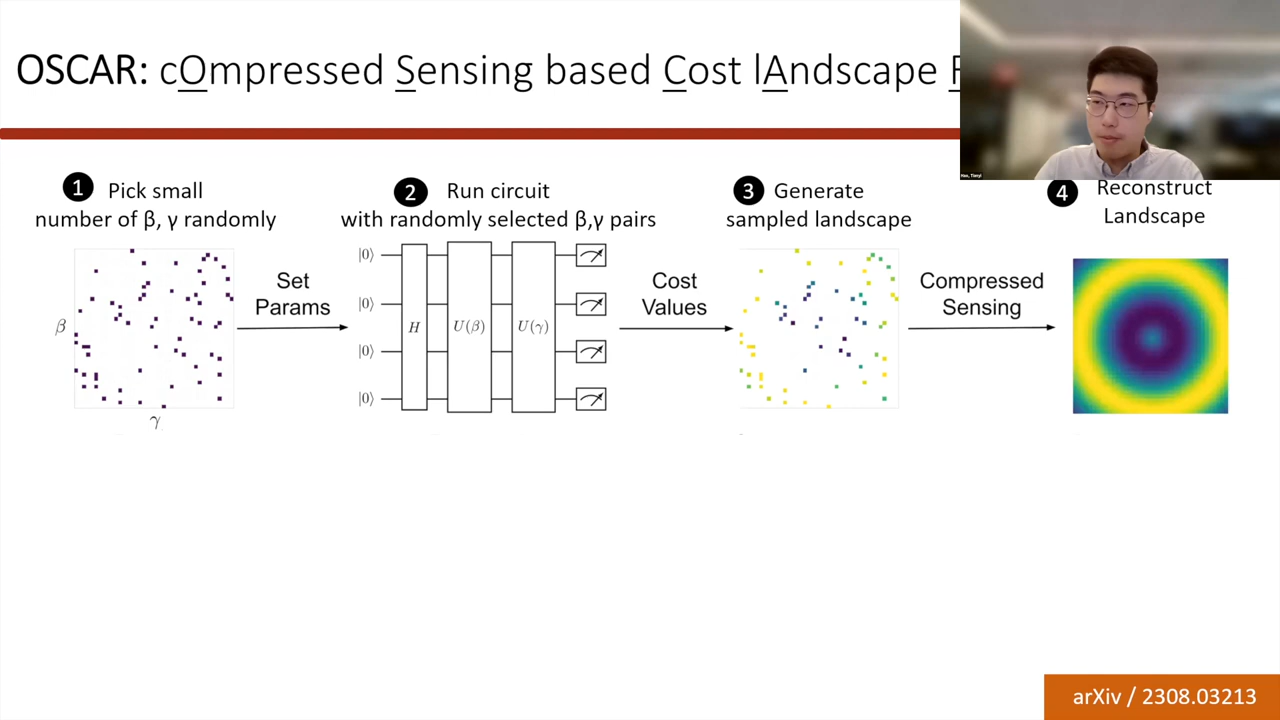 OSCAR: cOmpressed Sensing based Cost lAndscape
Hao, Tianyi
1 Pick small
number of β, γ randomly
2 Run circuit
with randomly selected β,γ pairs
3 Generate
sampled landscape
4 Reconstruct
Landscape
β
γ
Set
Params
|0⟩
|0⟩
|0⟩
|0⟩
H
U(β)
U(γ)
Cost
Values
Compressed
Sensing
arXiv / 2308.03213